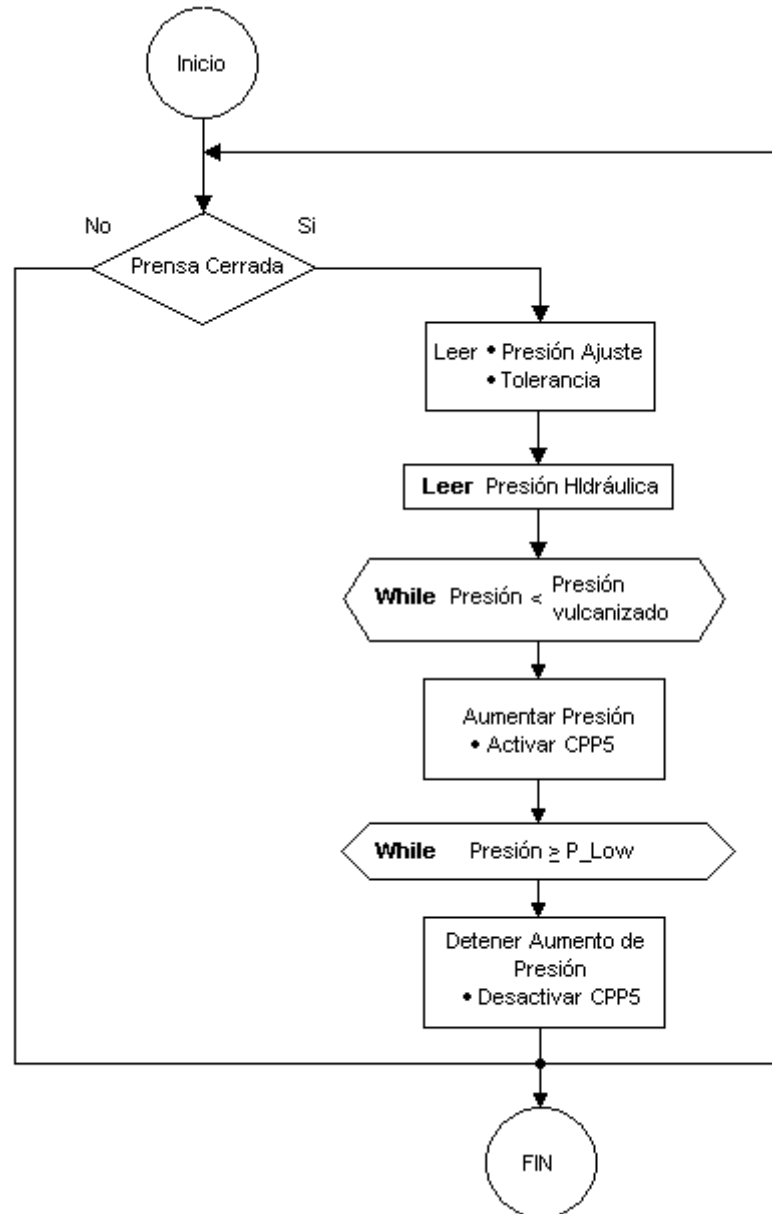 Inicio
No
Si
Prensa Cerrada
Leer • Presión Ajuste
• Tolerancia
Leer Presión HIdráulica
While Presión < Presión
vulcanizado
Aumentar Presión
• Activar CPP5
While Presión ≥ P_Low
Detener Aumento de
Presión
• Desactivar CPP5
FIN